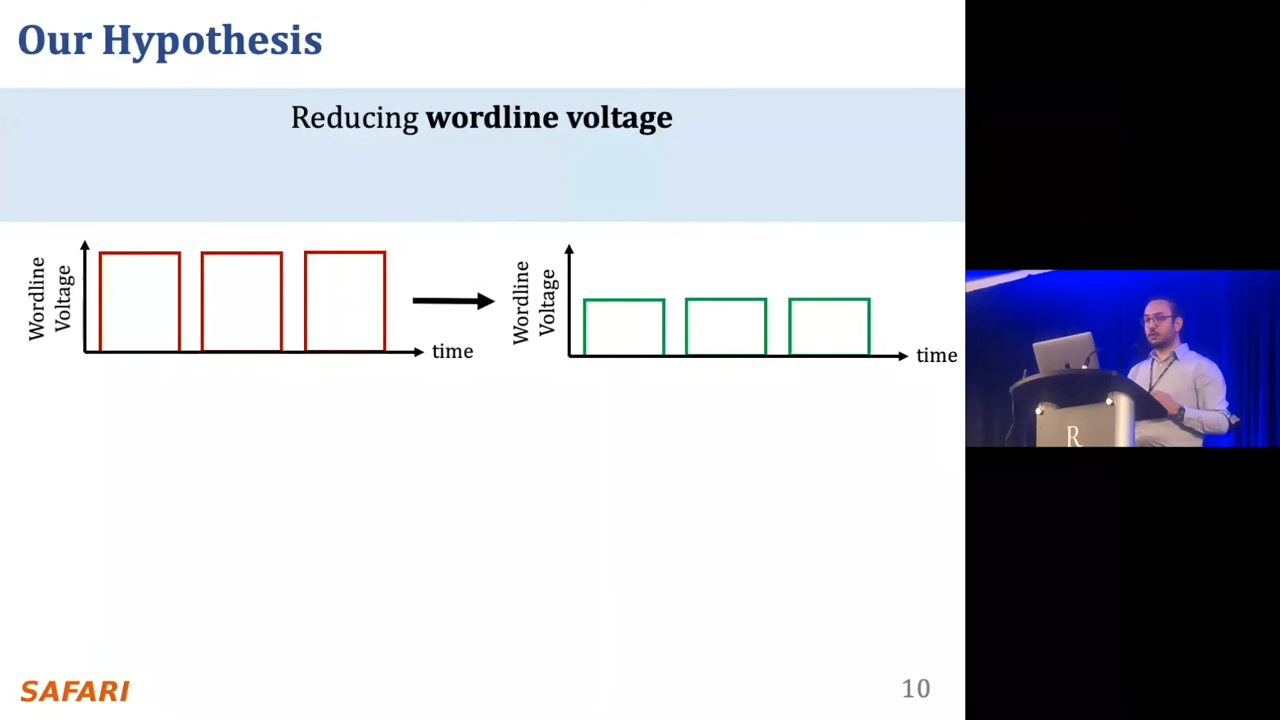 Our Hypothesis
Reducing wordline voltage
Wordline
Voltage
time
Wordline
Voltage
time
R
SAFARI
10